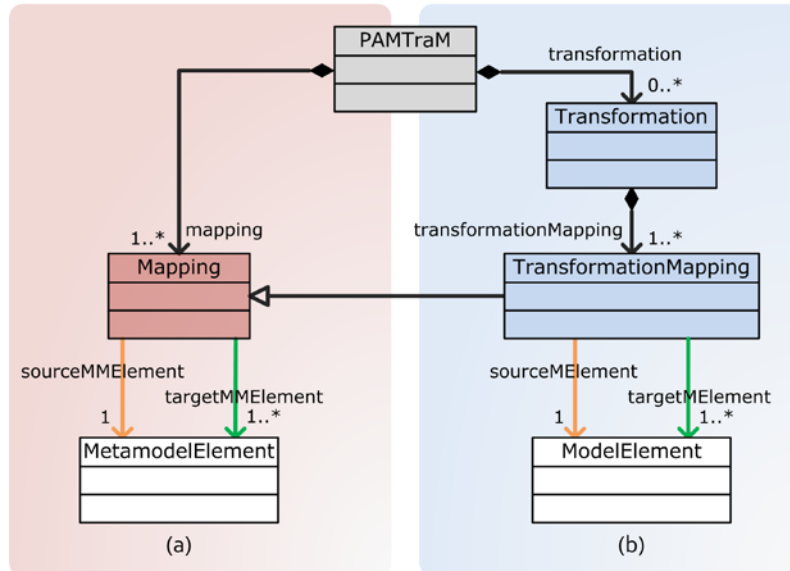 PAMTraM
transformation
0..*
Transformation
1..*
mapping
transformationMapping
1..*
Mapping
TransformationMapping
sourceMMElement
targetMMElement
1
1..*
sourceMElement
targetMElement
1
1..*
MetamodelElement
ModelElement
(a)
(b)